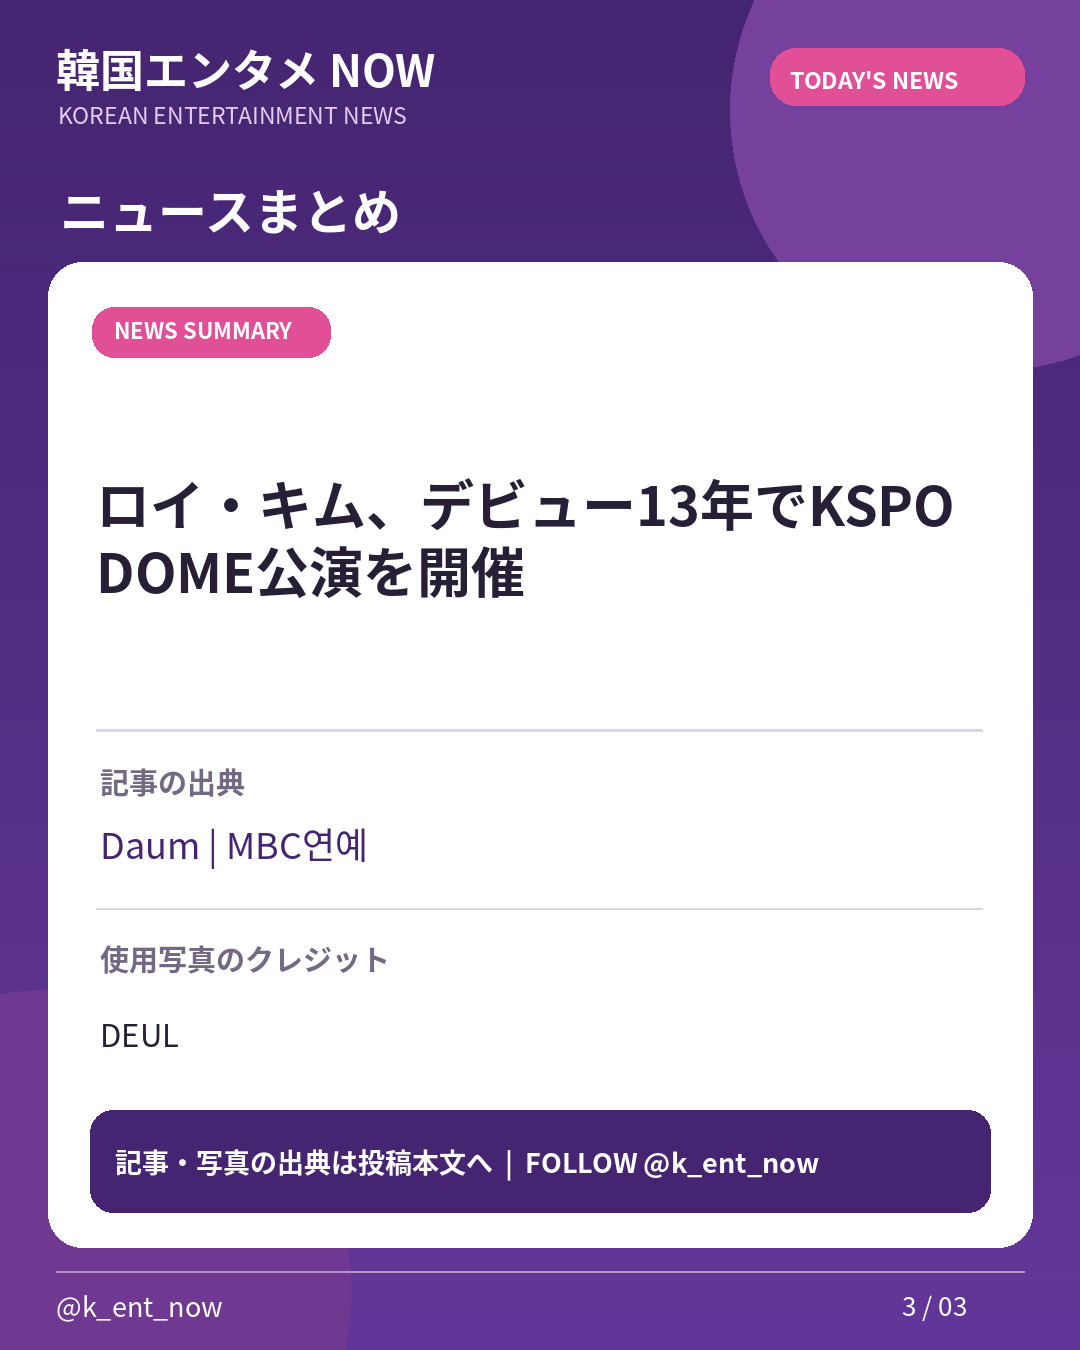 韓国エンタメ NOW
KOREAN ENTERTAINMENT NEWS
TODAY'S NEWS
ニュースまとめ
NEWS SUMMARY
ロイ・キム、デビュー13年でKSPO
DOME公演を開催
記事の出典
Daum | MBC연예
使用写真のクレジット
DEUL
記事・写真の出典は投稿本文へ | FOLLOW @k_ent_now
@k_ent_now
3 / 03